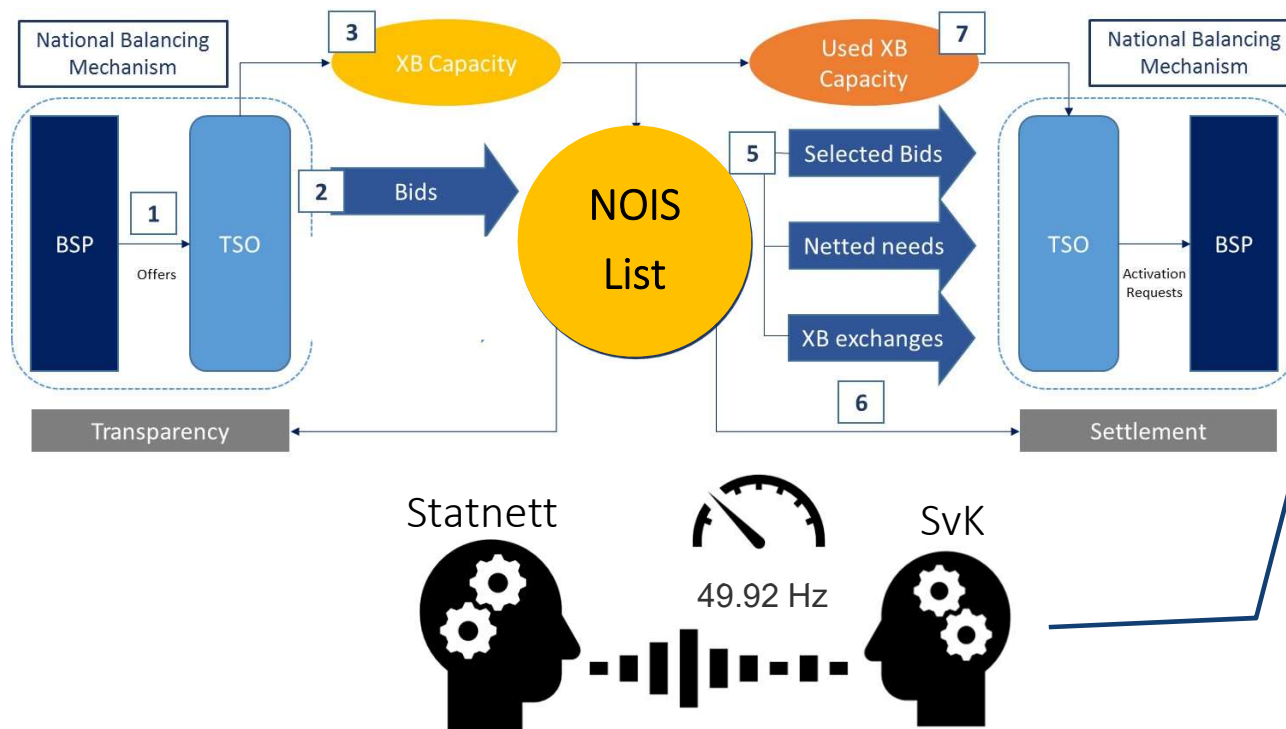 National Balancing
Mechanism
3
XB Capacity
Used XB
Capacity
7
National Balancing
Mechanism
BSP
1
Offers
TSO
2
Bids
NOIS
List
5
Selected Bids
Netted needs
XB exchanges
6
TSO
Activation
Requests
BSP
Transparency
Settlement
Statnett
SvK
49.92 Hz